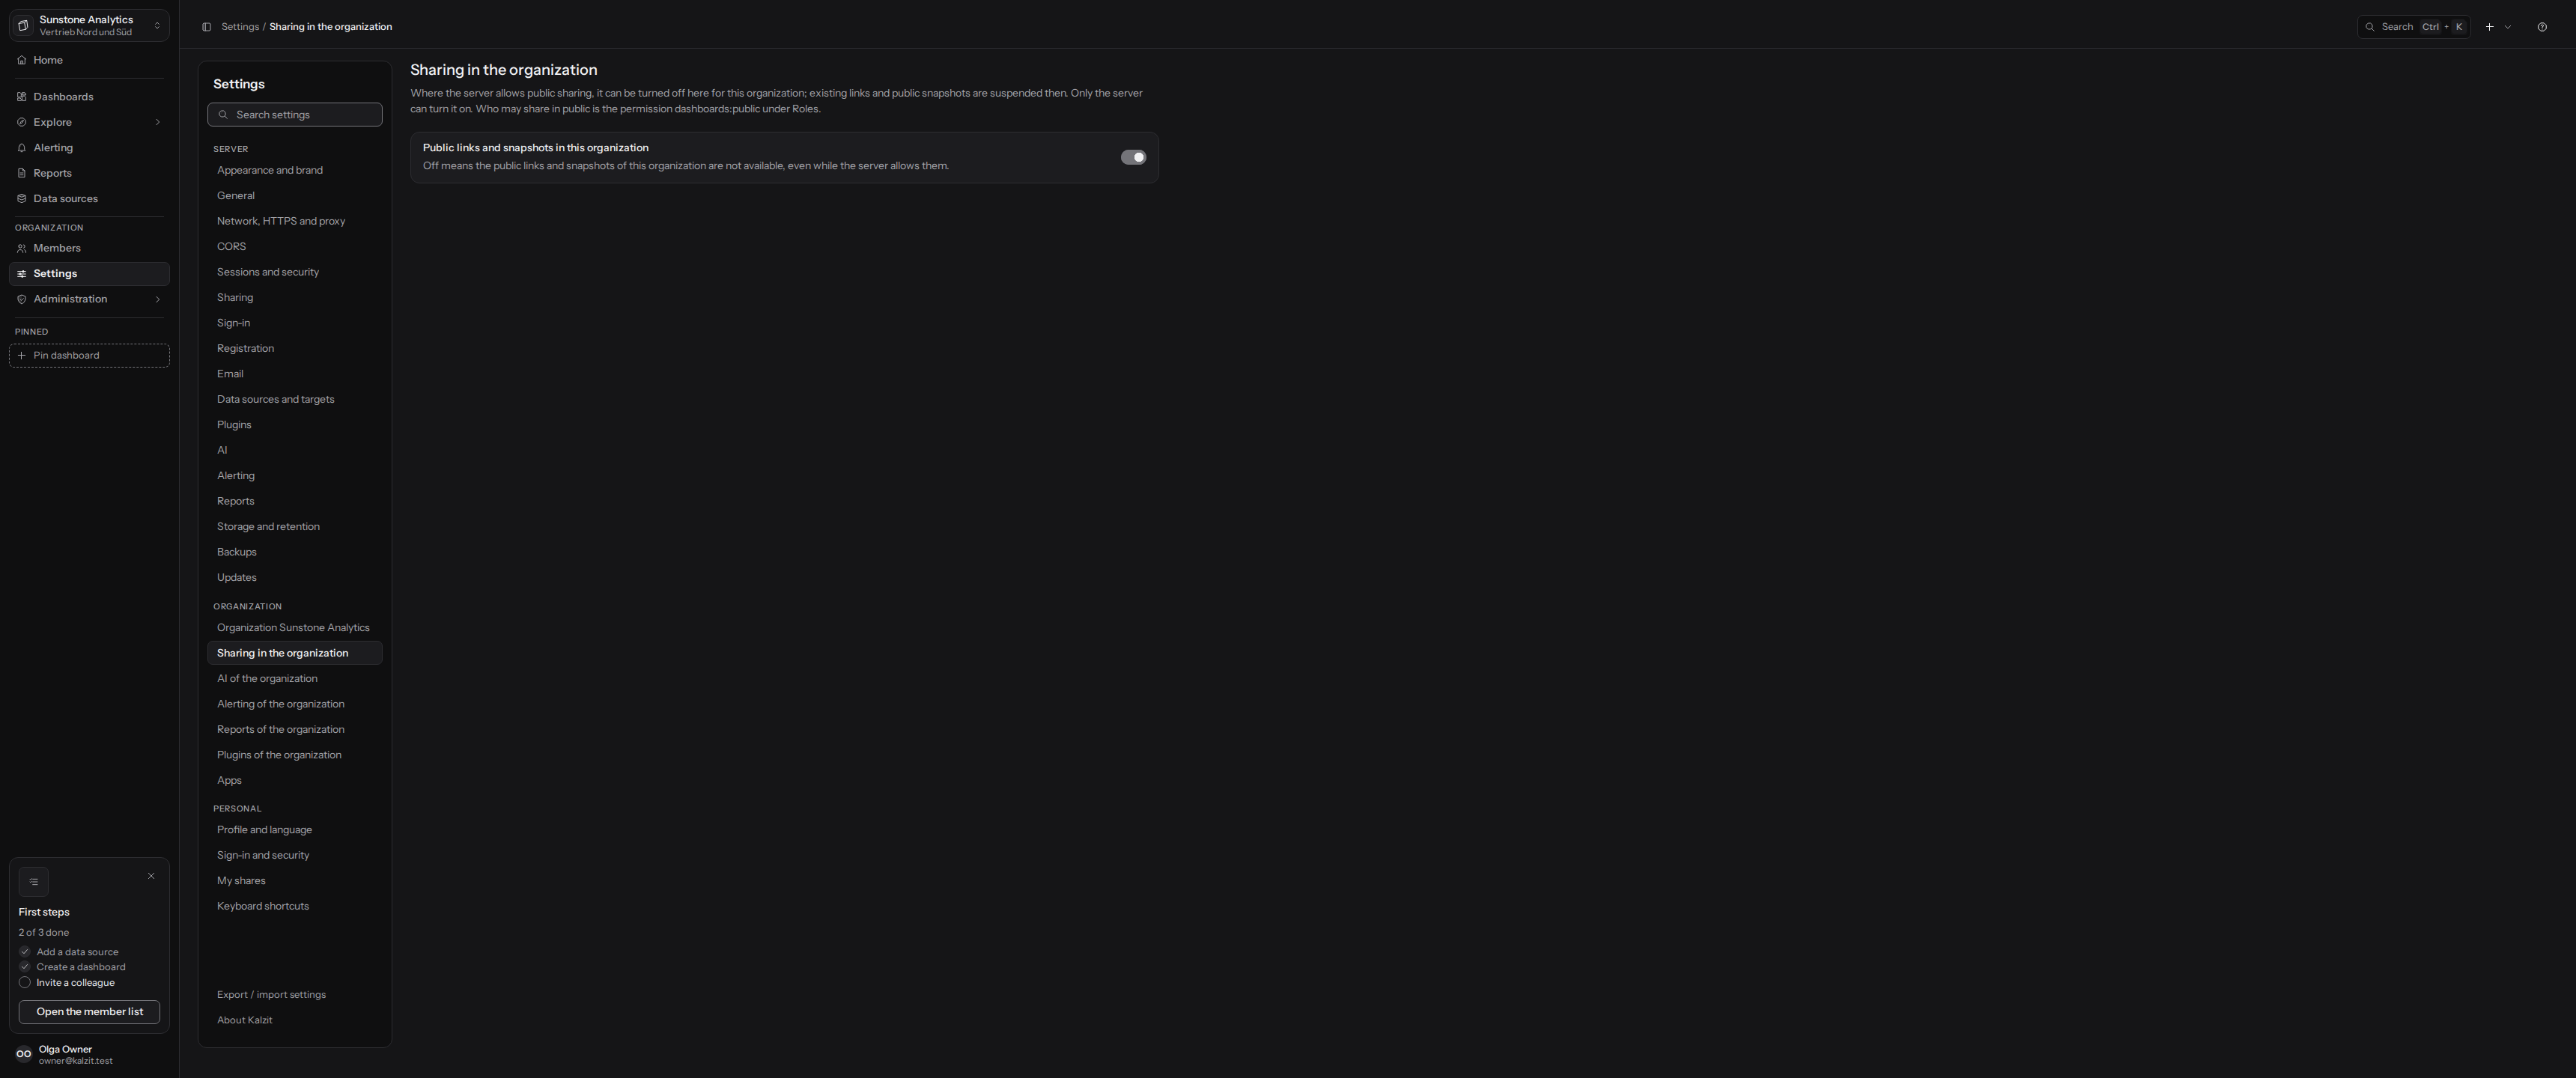 Sunstone Analytics
Vertrieb Nord und Süd
Home
Dashboards
Explore
Alerting
Reports
Data sources
ORGANIZATION
Members
Settings
Administration
PINNED
Pin dashboard
First steps
2 of 3 done
Add a data source
Create a dashboard
Invite a colleague
Open the member list
OO
Olga Owner
owner@kalzit.test
Settings / Sharing in the organization
Search Ctrl + K
Settings
Search settings
SERVER
Appearance and brand
General
Network, HTTPS and proxy
CORS
Sessions and security
Sharing
Sign-in
Registration
Email
Data sources and targets
Plugins
AI
Alerting
Reports
Storage and retention
Backups
Updates
ORGANIZATION
Organization Sunstone Analytics
Sharing in the organization
AI of the organization
Alerting of the organization
Reports of the organization
Plugins of the organization
Apps
PERSONAL
Profile and language
Sign-in and security
My shares
Keyboard shortcuts
Export / import settings
About Kalzit
Sharing in the organization
Where the server allows public sharing, it can be turned off here for this organization; existing links and public snapshots are suspended then. Only the server
can turn it on. Who may share in public is the permission dashboards:public under Roles.
Public links and snapshots in this organization
Off means the public links and snapshots of this organization are not available, even while the server allows them.